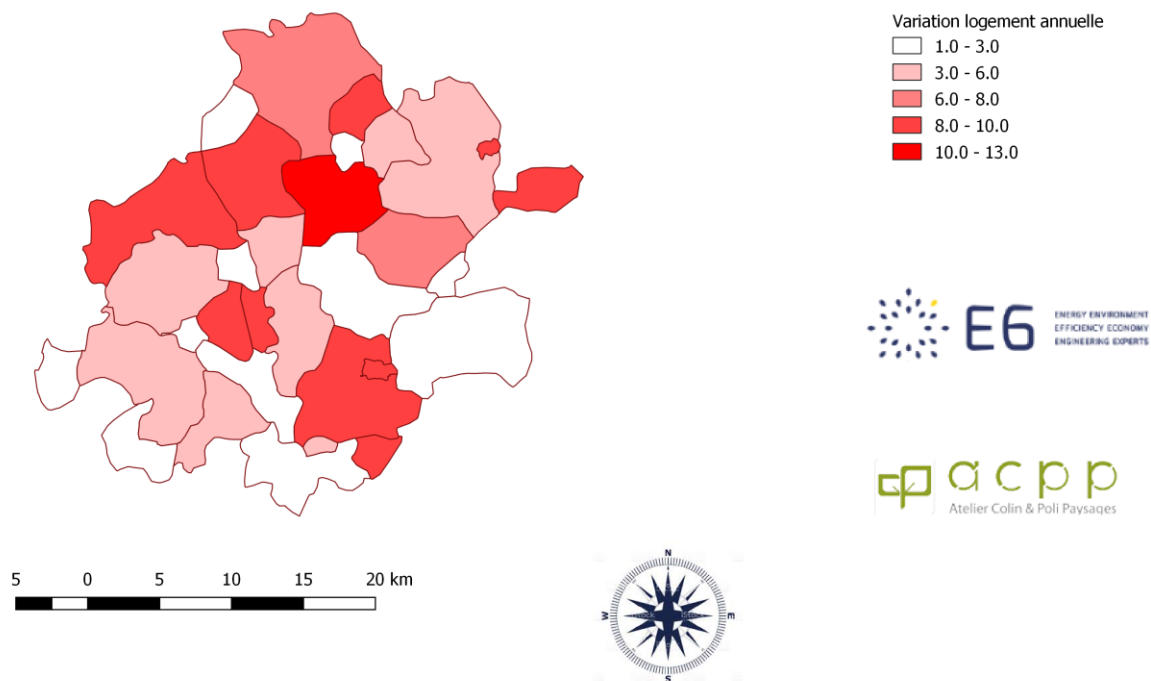 Variation logement annuelle
1.0 - 3.0
3.0 - 6.0
6.0 - 8.0
8.0 - 10.0
10.0 - 13.0
E6
ENERGY ENVIRONMENT
EFFICIENCY ECONOMY
ENGINEERING EXPERTS
acpp
Atelier Colin & Poli Paysages
5 0 5 10 15 20 km
N
W
E
S